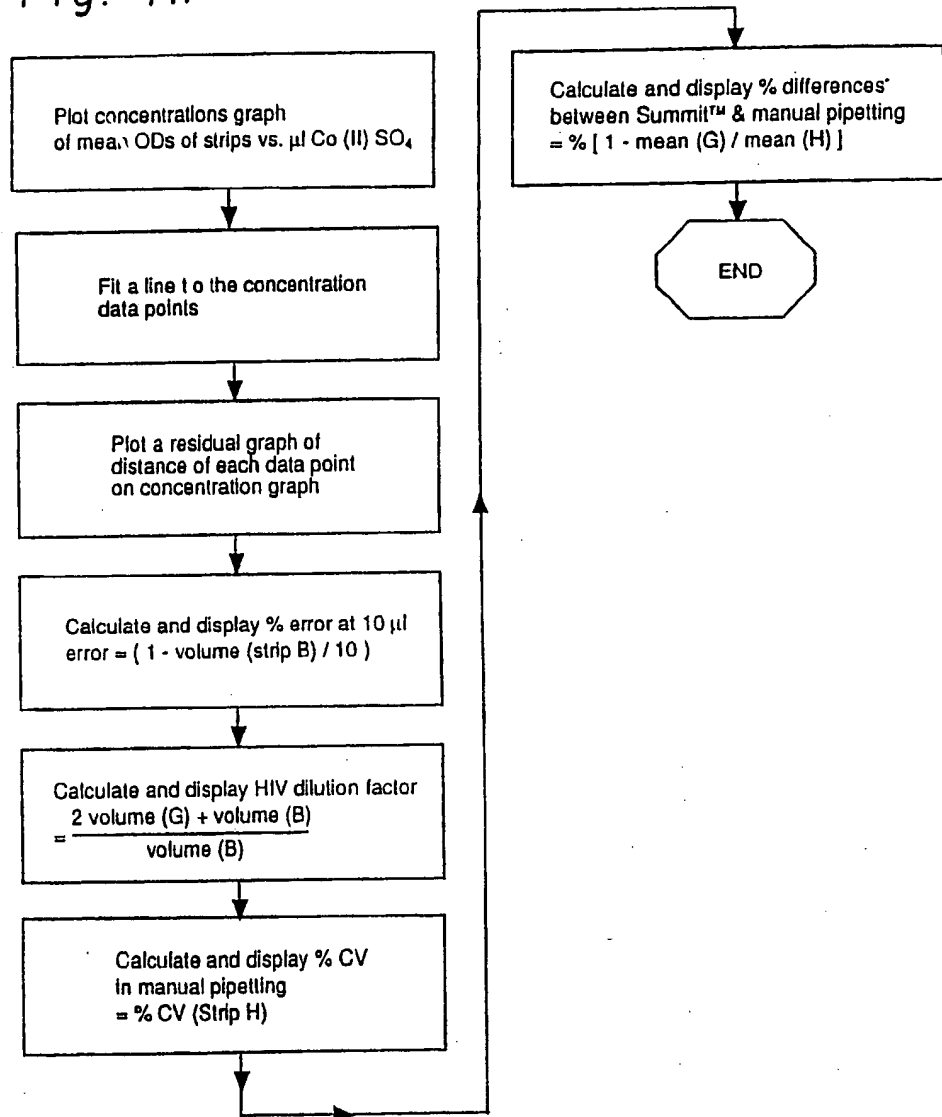 Plot concentrations graph
of mean ODs of strips vs. µl Co (II) SO₄
Fit a line t o the concentration
data points
Plot a residual graph of
distance of each data point
on concentration graph
Calculate and display % error at 10 µl
error = ( 1 - volume (strip B) / 10 )
Calculate and display HIV dilution factor
= 2 volume (G) + volume (B)
volume (B)
Calculate and display % CV
in manual pipetting
= % CV (Strip H)
Calculate and display % differences
between Summit™ & manual pipetting
= % [ 1 - mean (G) / mean (H) ]
END